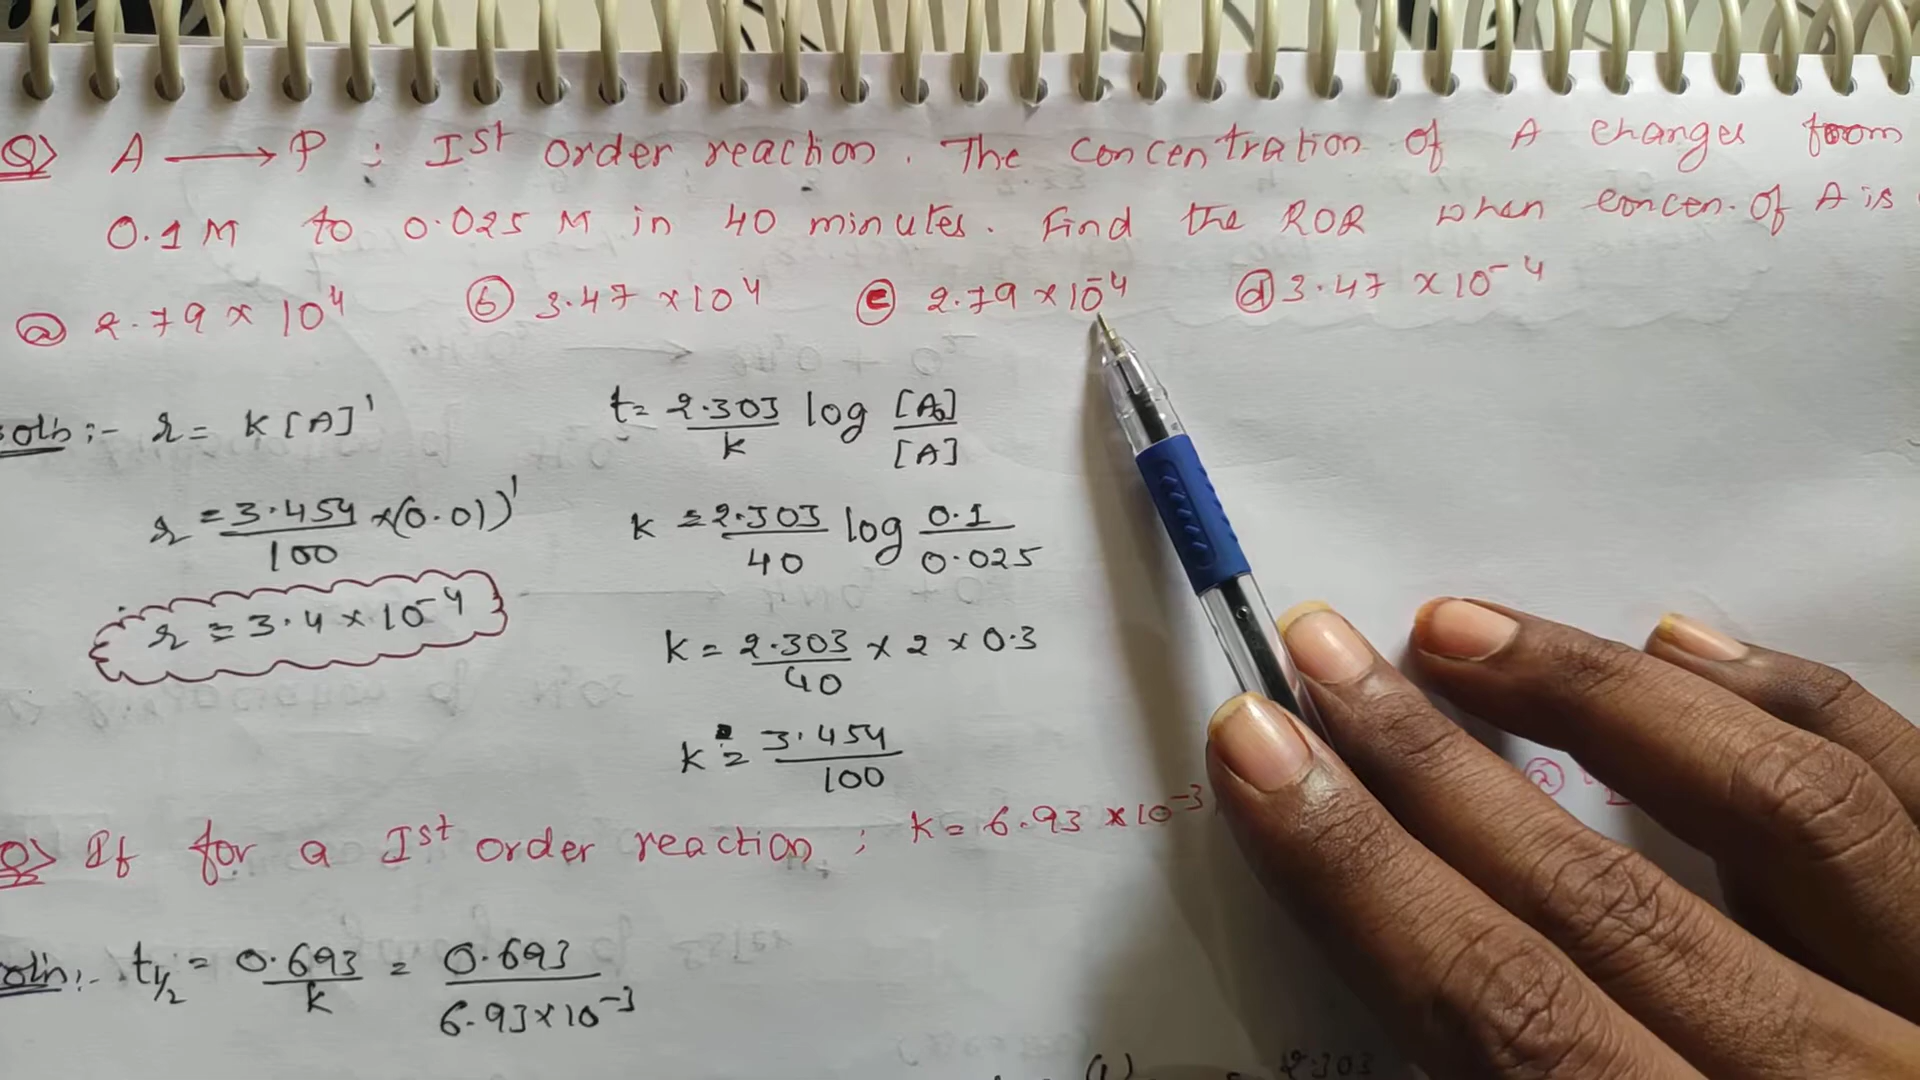 Q> A → P ; Ist order reaction. The concentration of A changes from
0.1 M to 0.025 M in 40 minutes. Find the ROR when concen. of A is
ⓐ 2.79 × 10⁴ ⓑ 3.47 × 10⁴ ⓒ 2.79 × 10⁻⁴ ⓓ 3.47 × 10⁻⁴
soln:- r = K[A]¹
r = 3.454/100 × (0.01)¹
r = 3.4 × 10⁻⁴
t = 2.303/k log [A₀]/[A]
K = 2.303/40 log 0.1/0.025
K = 2.303/40 × 2 × 0.3
K = 3.454/100
Q> If for a Ist order reaction ; K = 6.93 × 10⁻³
soln:- t½ = 0.693/k = 0.693/6.93×10⁻³
2.303